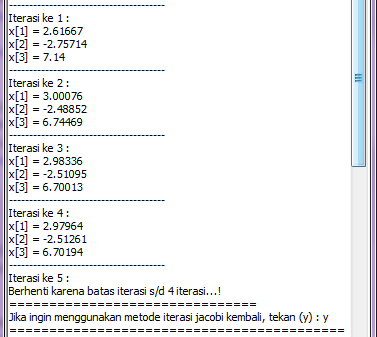 ----------------------------------------
Iterasi ke 1 :
x[1] = 2.61667
x[2] = -2.75714
x[3] = 7.14
----------------------------------------
Iterasi ke 2 :
x[1] = 3.00076
x[2] = -2.48852
x[3] = 6.74469
----------------------------------------
Iterasi ke 3 :
x[1] = 2.98336
x[2] = -2.51095
x[3] = 6.70013
----------------------------------------
Iterasi ke 4 :
x[1] = 2.97964
x[2] = -2.51261
x[3] = 6.70194
----------------------------------------
Iterasi ke 5 :
Berhenti karena batas iterasi s/d 4 iterasi...!
===============================
Jika ingin menggunakan metode iterasi jacobi kembali, tekan (y) : y
==========================================